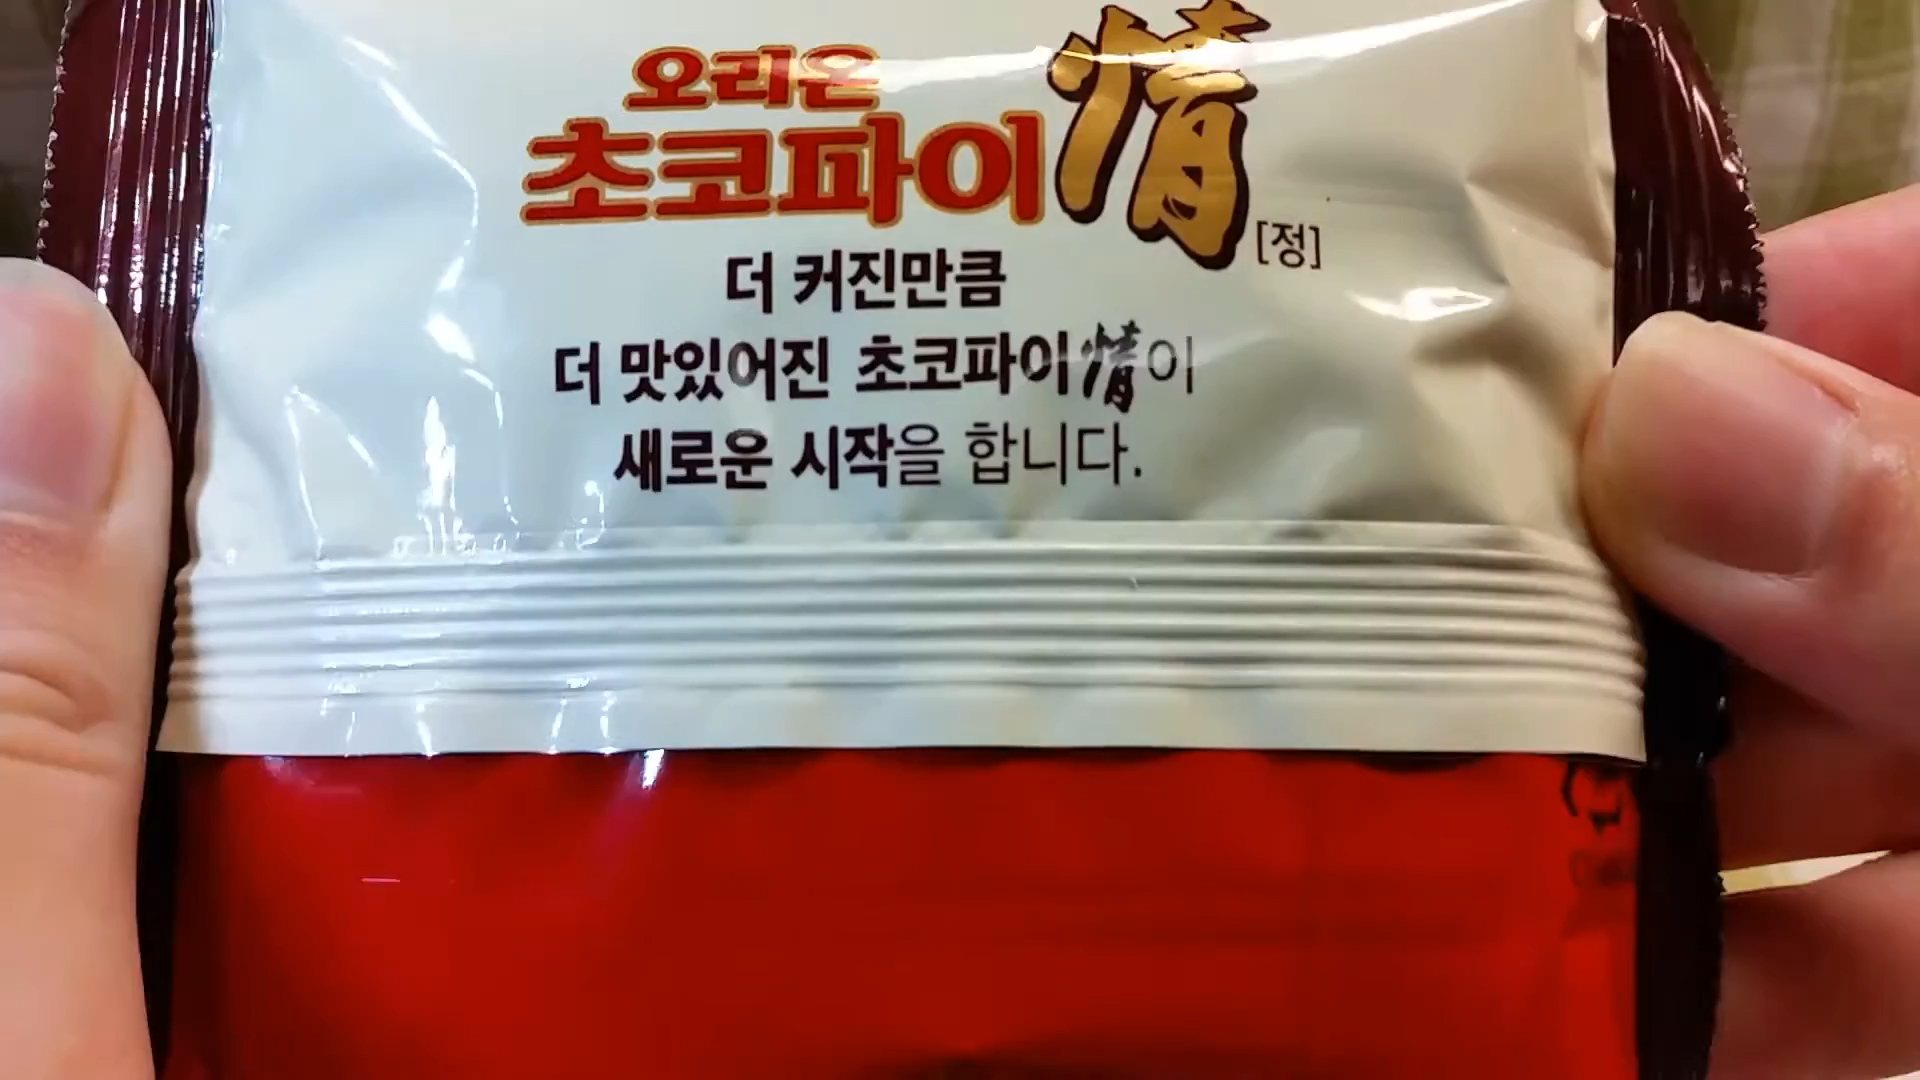 오리온
초코파이情
[정]
더 커진만큼
더 맛있어진 초코파이情이
새로운 시작을 합니다.